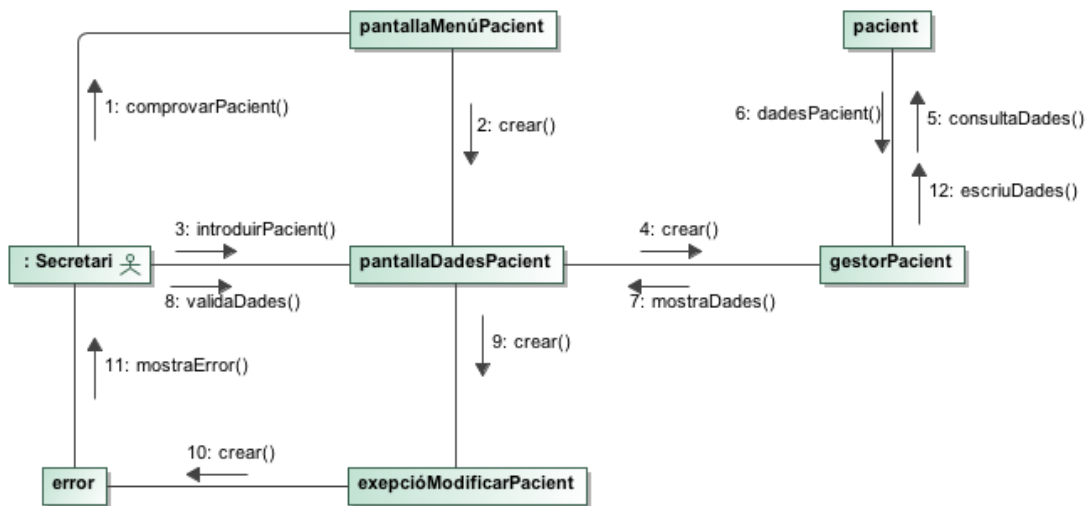 pantallaMenúPacient
pacient
1: comprovarPacient()
2: crear()
6: dadesPacient()
5: consultaDades()
12: escriuDades()
3: introduirPacient()
4: crear()
: Secretari
pantallaDadesPacient
gestorPacient
8: validaDades()
7: mostraDades()
9: crear()
11: mostraError()
10: crear()
error
exepcióModificarPacient